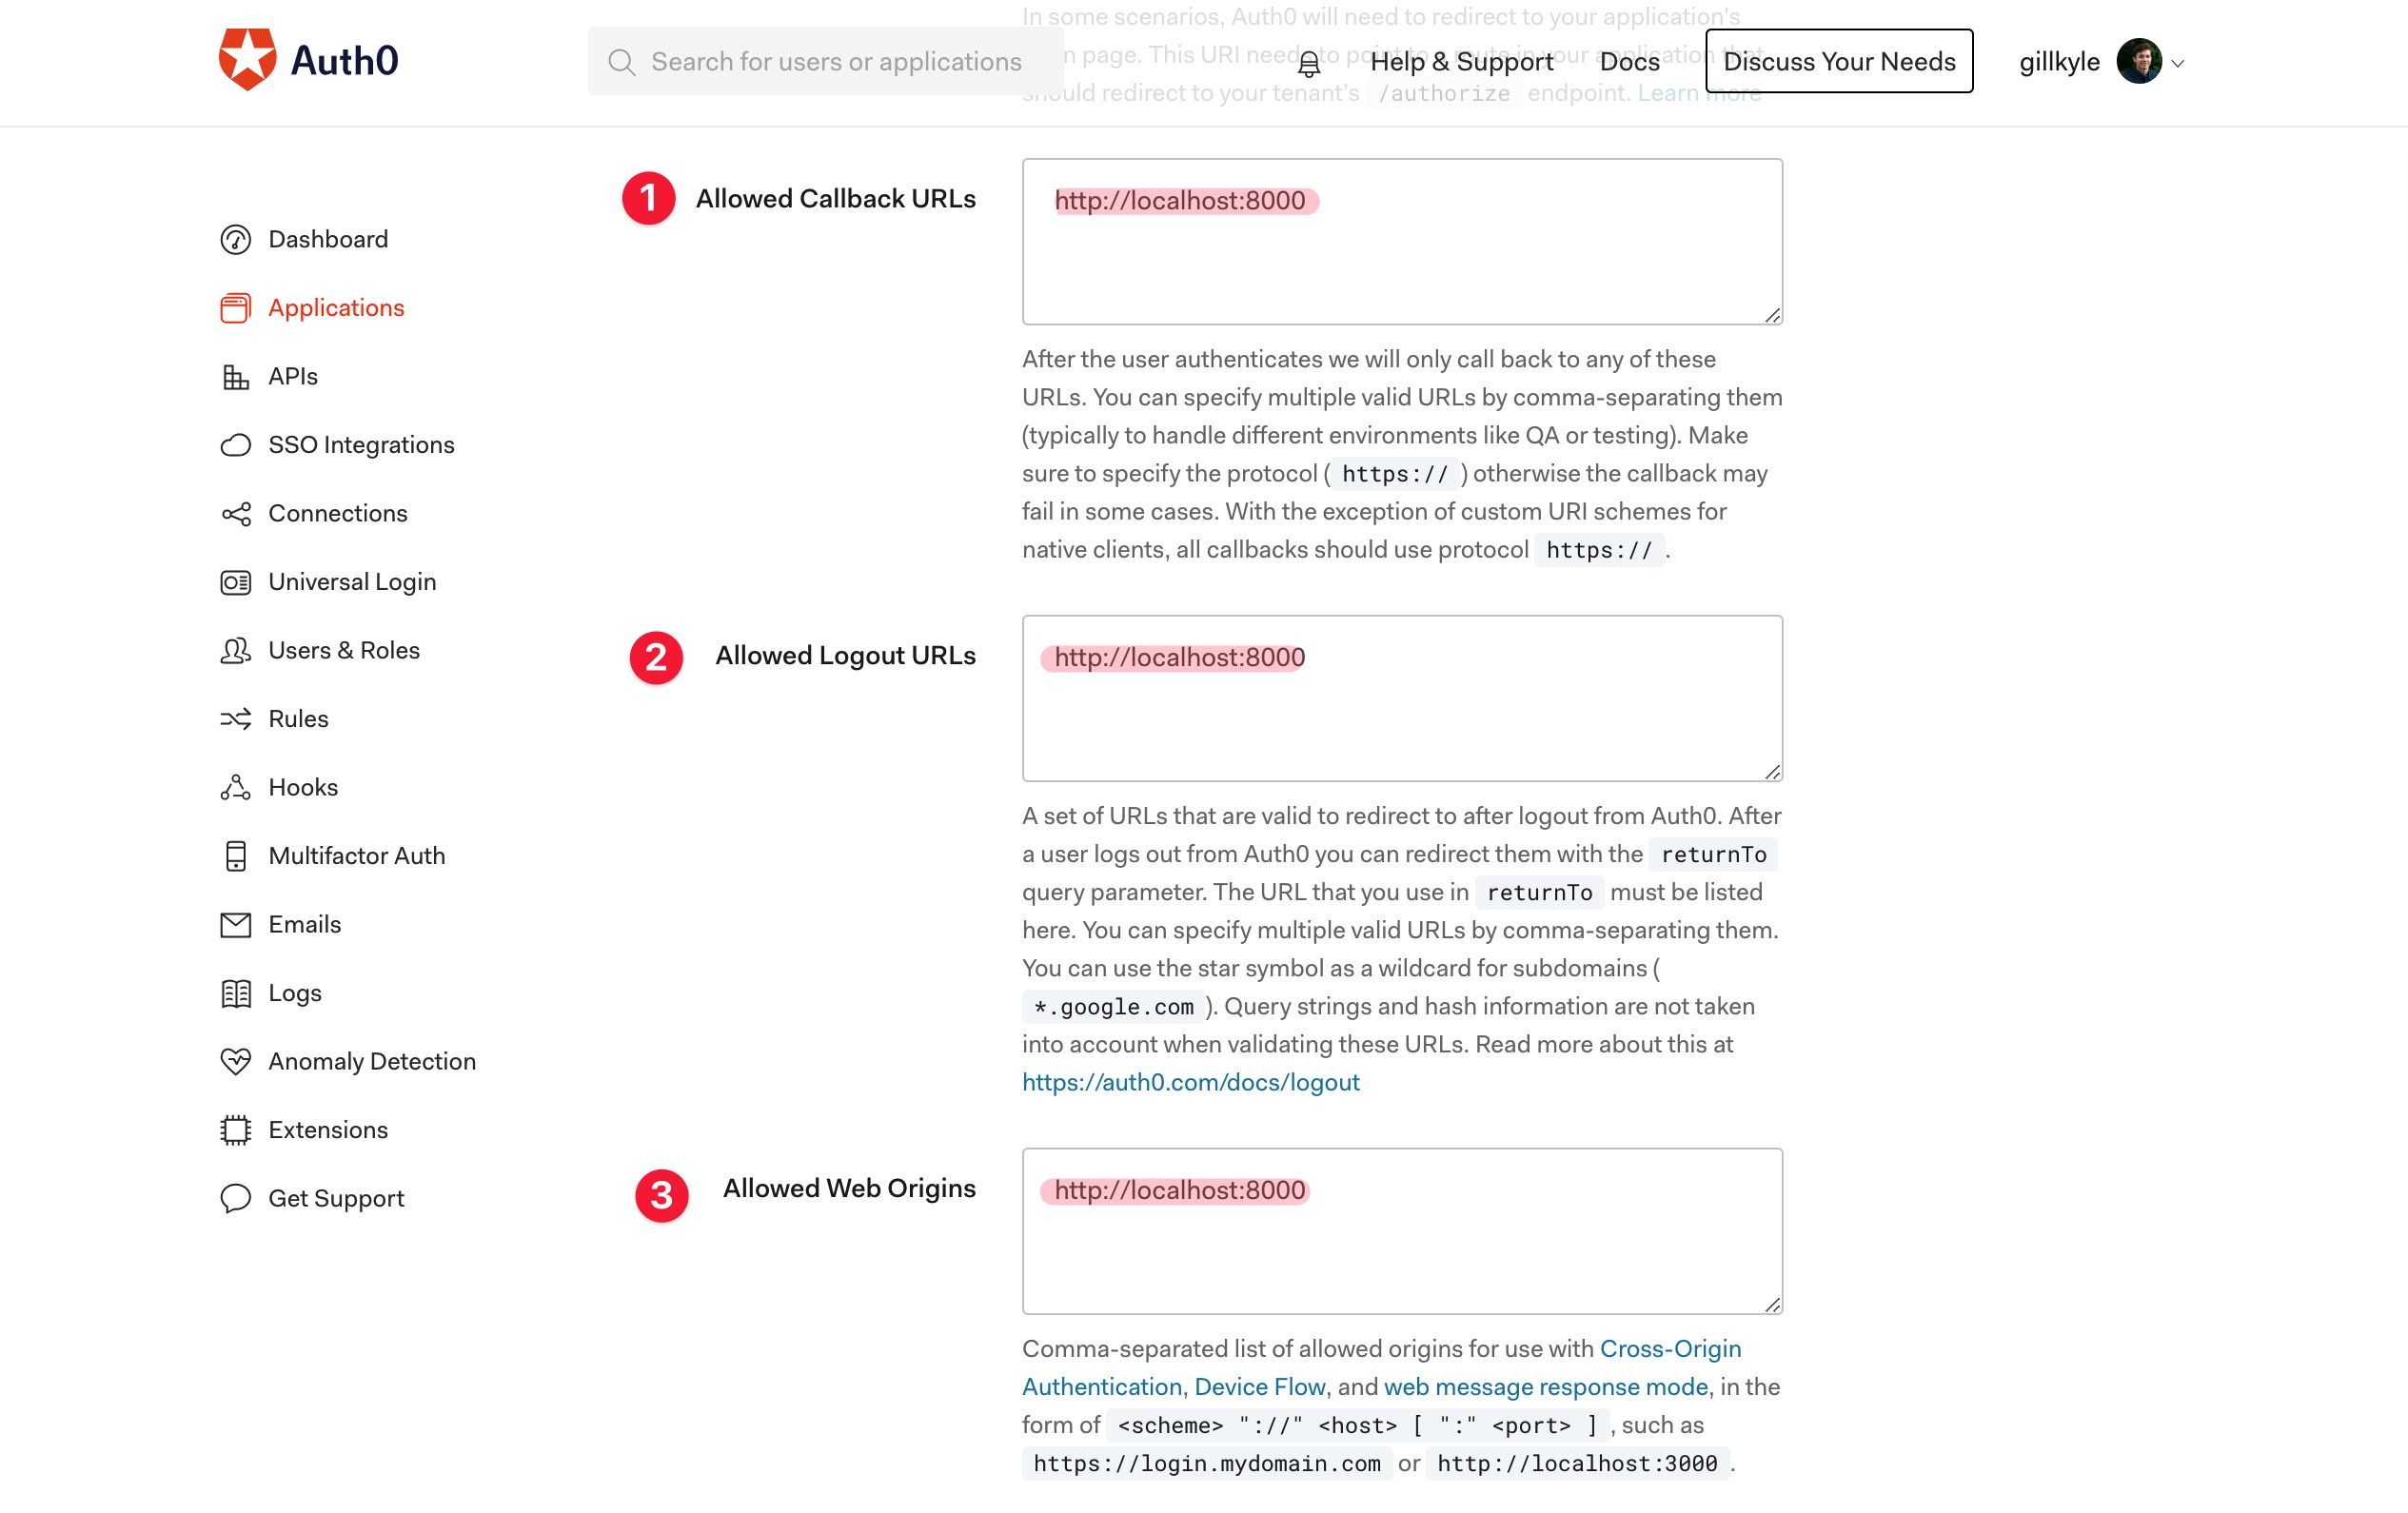 In some scenarios, Auth0 will need to redirect to your application's
Auth0
Search for users or applications
n page. This URI needs to point to a route in your application that
Help & Support
Docs
Discuss Your Needs
gillkyle
should redirect to your tenant's /authorize endpoint. Learn more
Dashboard
Applications
APIs
SSO Integrations
Connections
Universal Login
Users & Roles
Rules
Hooks
Multifactor Auth
Emails
Logs
Anomaly Detection
Extensions
Get Support
1 Allowed Callback URLs
http://localhost:8000
After the user authenticates we will only call back to any of these
URLs. You can specify multiple valid URLs by comma-separating them
(typically to handle different environments like QA or testing). Make
sure to specify the protocol ( https:// ) otherwise the callback may
fail in some cases. With the exception of custom URI schemes for
native clients, all callbacks should use protocol https:// .
2 Allowed Logout URLs
http://localhost:8000
A set of URLs that are valid to redirect to after logout from Auth0. After
a user logs out from Auth0 you can redirect them with the returnTo
query parameter. The URL that you use in returnTo must be listed
here. You can specify multiple valid URLs by comma-separating them.
You can use the star symbol as a wildcard for subdomains (
*.google.com ). Query strings and hash information are not taken
into account when validating these URLs. Read more about this at
https://auth0.com/docs/logout
3 Allowed Web Origins
http://localhost:8000
Comma-separated list of allowed origins for use with Cross-Origin
Authentication, Device Flow, and web message response mode, in the
form of <scheme> "://" <host> [ ":" <port> ] , such as
https://login.mydomain.com or http://localhost:3000 .